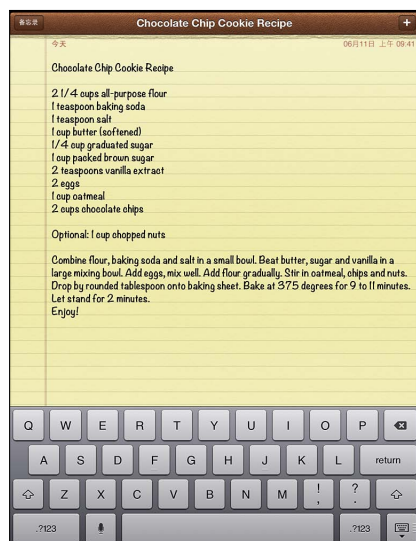 备忘录
Chocolate Chip Cookie Recipe
+
今天
06月11日 上午 09:41
Chocolate Chip Cookie Recipe
2 1/4 cups all-purpose flour
1 teaspoon baking soda
1 teaspoon salt
1 cup butter (softened)
1/4 cup graduated sugar
1 cup packed brown sugar
2 teaspoons vanilla extract
2 eggs
1 cup oatmeal
2 cups chocolate chips
Optional: 1 cup chopped nuts
Combine flour, baking soda and salt in a small bowl. Beat butter, sugar and vanilla in a
large mixing bowl. Add eggs, mix well. Add flour gradually. Stir in oatmeal, chips and nuts.
Drop by rounded tablespoon onto baking sheet. Bake at 375 degrees for 9 to 11 minutes.
Let stand for 2 minutes.
Enjoy!
Q W E R T Y U I O P
A S D F G H J K L return
Z X C V B N M ! , ? .
.?123 .?123